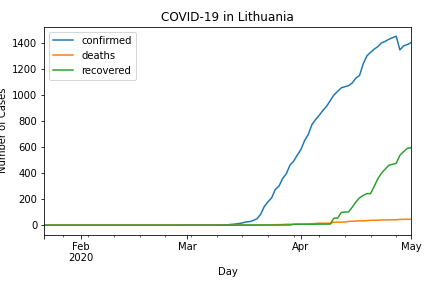 COVID-19 in Lithuania
confirmed
deaths
recovered
1400
1200
1000
800
600
400
200
0
Number of Cases
Feb
2020
Mar
Apr
May
Day